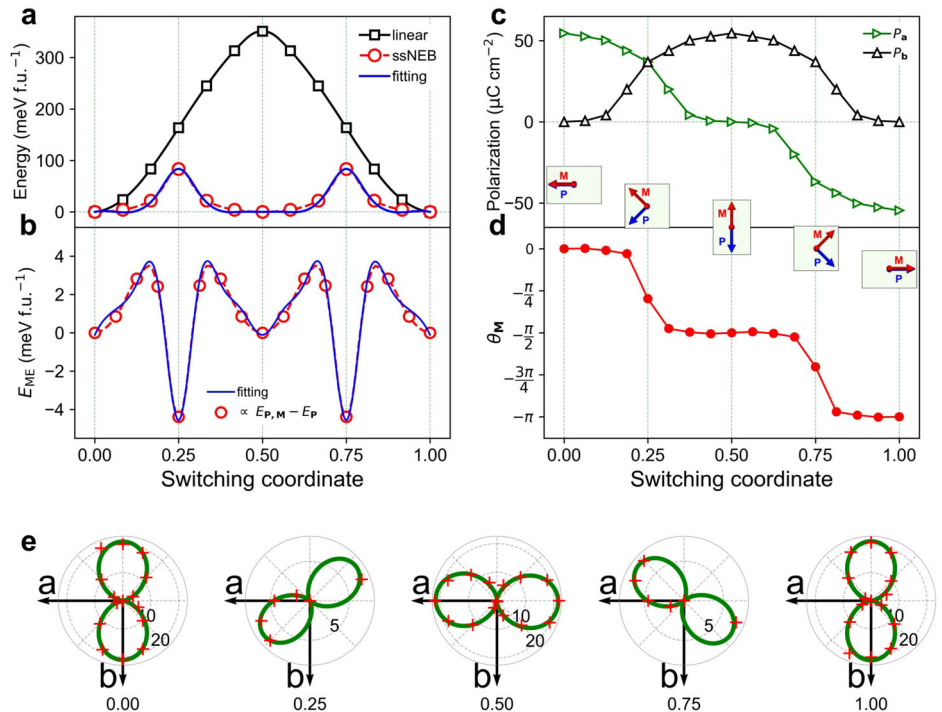 a
Energy (meV f.u.⁻¹)
300
200
100
0
linear
ssNEB
fitting
b
E_ME (meV f.u.⁻¹)
4
2
0
−2
−4
fitting
∝ E_P,M − E_P
0.00 0.25 0.50 0.75 1.00
Switching coordinate
c
Polarization (μC cm⁻²)
50
0
−50
P_a
P_b
M
P
M
P
M
P
M
P
M
P
d
θ_M
0
−π/4
−π/2
−3π/4
−π
0.00 0.25 0.50 0.75 1.00
Switching coordinate
e
a
10
20
b
0.00
a
5
b
0.25
a
10
20
b
0.50
a
5
b
0.75
a
10
20
b
1.00